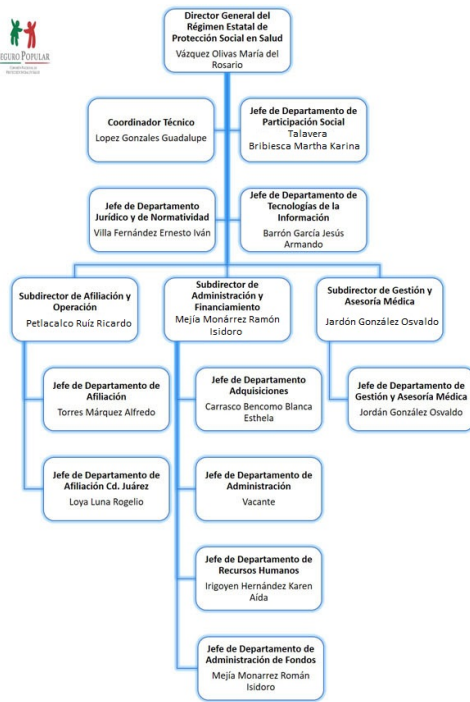 Director General del
Régimen Estatal de
Protección Social en Salud
Vázquez Olivas María del
Rosario
SEGURO POPULAR
Coordinador Técnico
Lopez Gonzales Guadalupe
Jefe de Departamento de
Participación Social
Talavera
Bribiesca Martha Karina
Jefe de Departamento
Jurídico y de Normatividad
Villa Fernández Ernesto Iván
Jefe de Departamento de
Tecnologías de la
Información
Barrón García Jesús
Armando
Subdirector de Afiliación y
Operación
Petlacalco Ruíz Ricardo
Subdirector de
Administración y
Financiamiento
Mejía Monárrez Ramón
Isidoro
Subdirector de Gestión y
Asesoría Médica
Jardón González Osvaldo
Jefe de Departamento de
Afiliación
Torres Márquez Alfredo
Jefe de Departamento
Adquisiciones
Carrasco Bencomo Blanca
Esthela
Jefe de Departamento de
Gestión y Asesoría Médica
Jordán González Osvaldo
Jefe de Departamento de
Afiliación Cd. Juárez
Loya Luna Rogelio
Jefe de Departamento de
Administración
Vacante
Jefe de Departamento de
Recursos Humanos
Irigoyen Hernández Karen
Aída
Jefe de Departamento de
Administración de Fondos
Mejía Monarrez Román
Isidoro